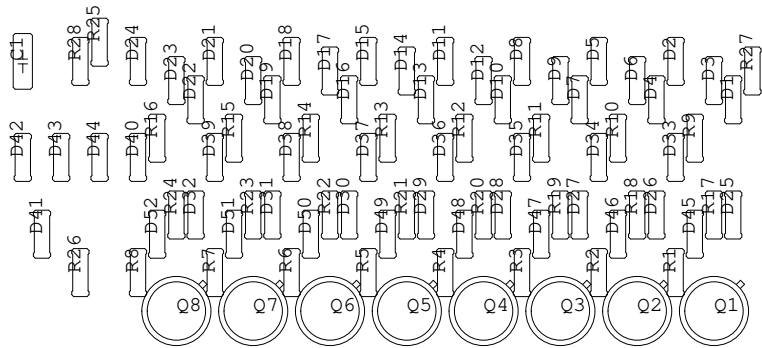 C1 R28 R25 D24 D23 D22 D21 D20 D19 D18 D17 D16 D15 D14 D13 D11 D12 D10 D8 D9 D7 D5 D6 D4 D2 D3 D1 R27
D42 D43 D44 D40 R16 D39 R15 D38 R14 D37 R13 D36 R12 D35 R11 D34 R10 D33 R9
D41 D52 R24 D32 D51 R23 D31 D50 R22 D30 D49 R21 D29 D48 R20 D28 D47 R19 D27 D46 R18 D26 D45 R17 D25
R26 R8 R7 R6 R5 R4 R3 R2 R1
Q8 Q7 Q6 Q5 Q4 Q3 Q2 Q1